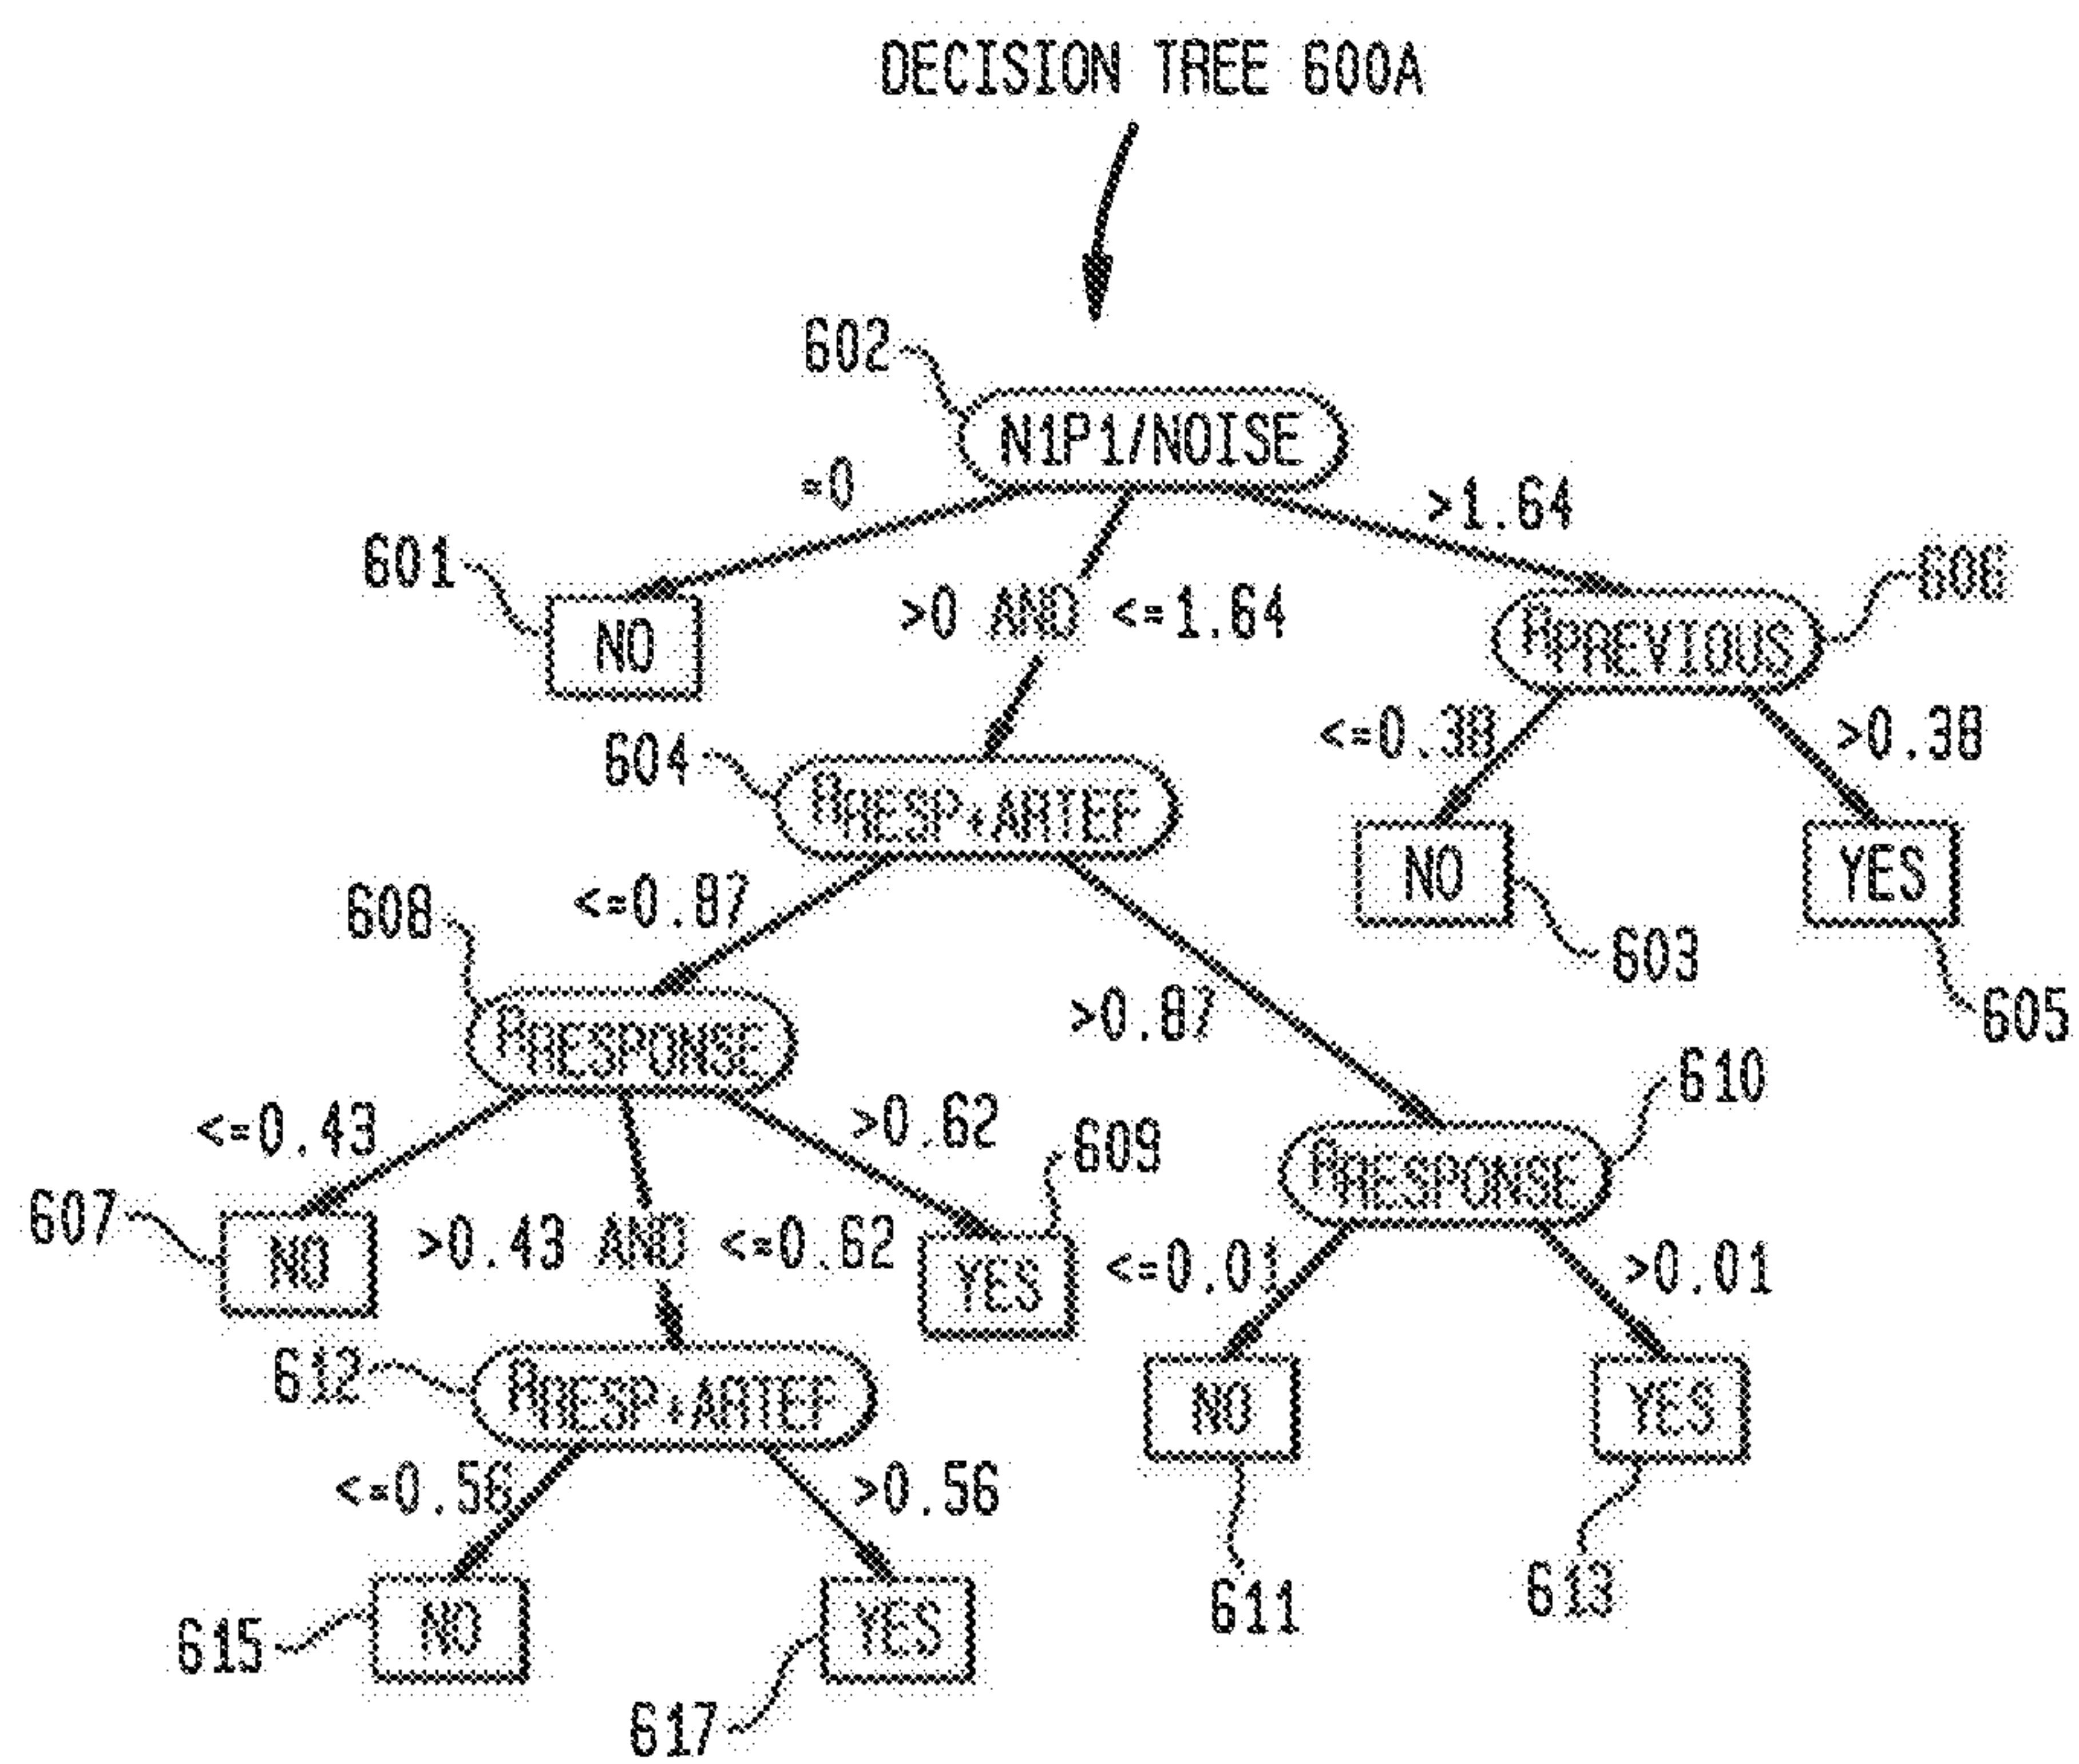 DECISION TREE 600A
602
N1P1/NOISE
=0
>1.64
601
NO
>0 AND <=1.64
606
RPREVIOUS
<=0.38
>0.38
604
RRESP+ARTEF
NO
YES
603
605
<=0.87
>0.87
608
RRESPONSE
610
RRESPONSE
<=0.43
>0.62
609
607
NO
>0.43 AND <=0.62
YES
<=0.01
>0.01
612
RRESP+ARTEF
NO
YES
611
613
<=0.56
>0.56
615
NO
YES
617